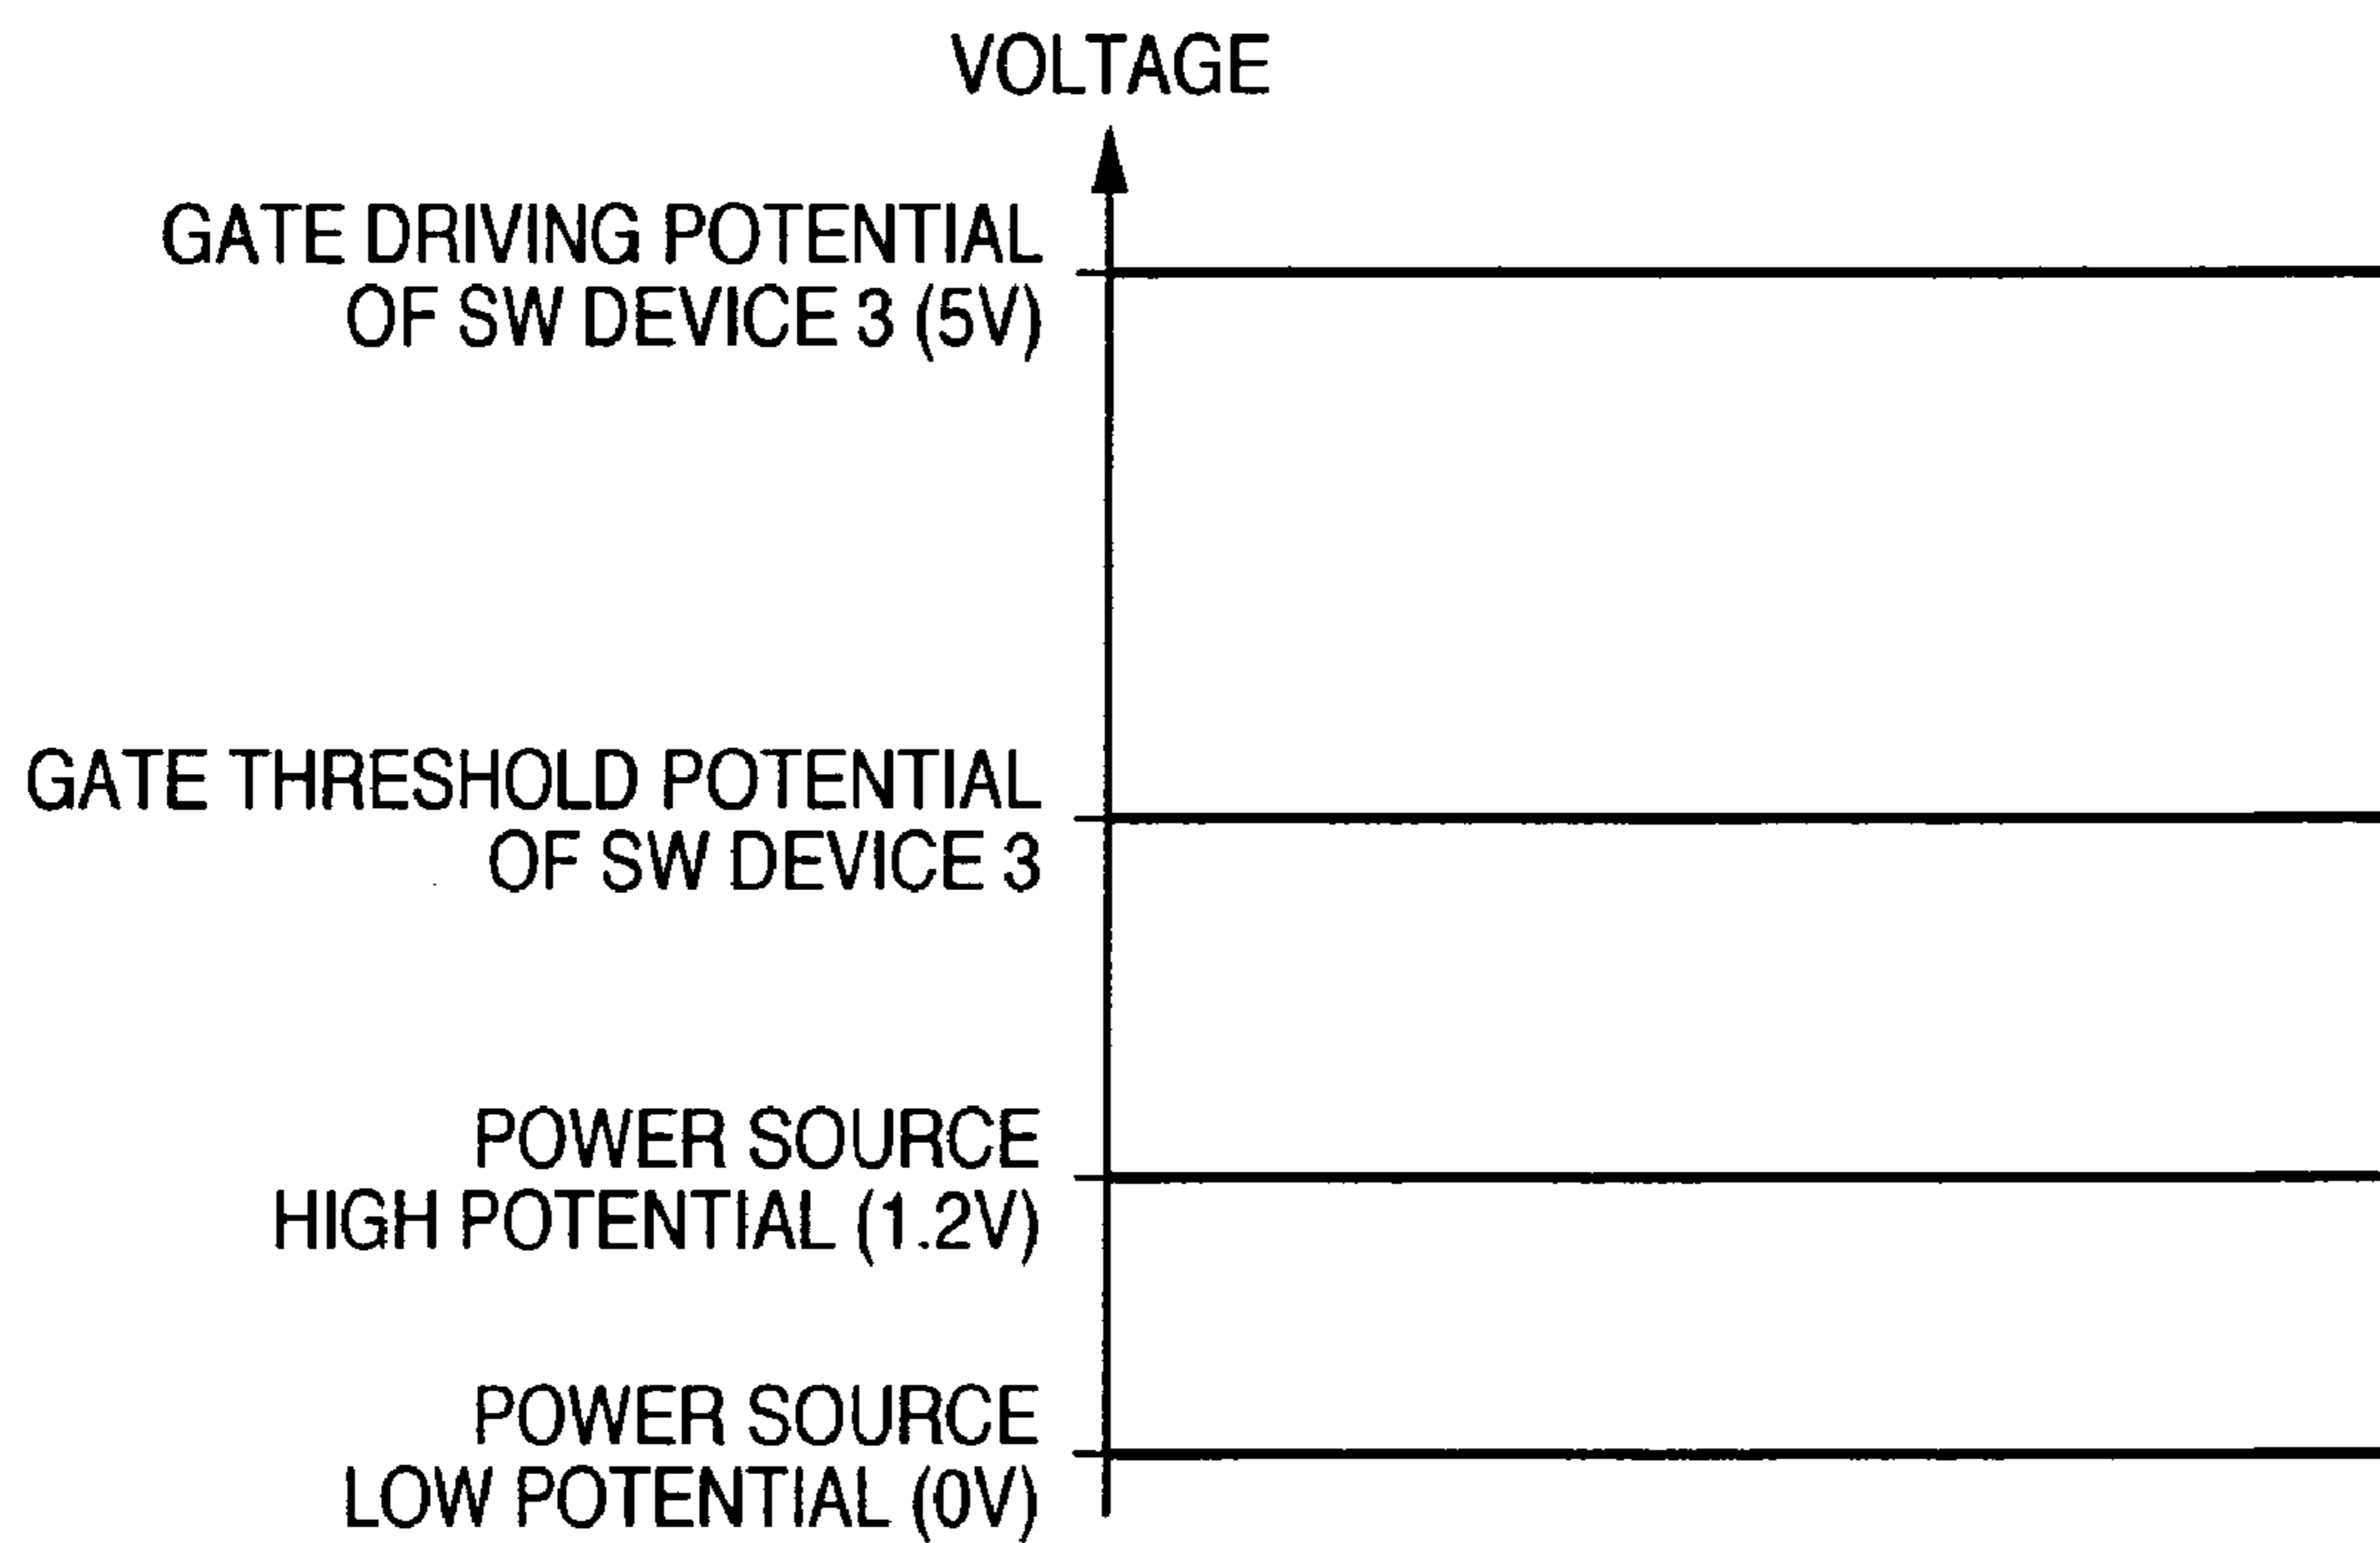 VOLTAGE
GATE DRIVING POTENTIAL
OF SW DEVICE 3 (5V)
GATE THRESHOLD POTENTIAL
OF SW DEVICE 3
POWER SOURCE
HIGH POTENTIAL (1.2V)
POWER SOURCE
LOW POTENTIAL (0V)